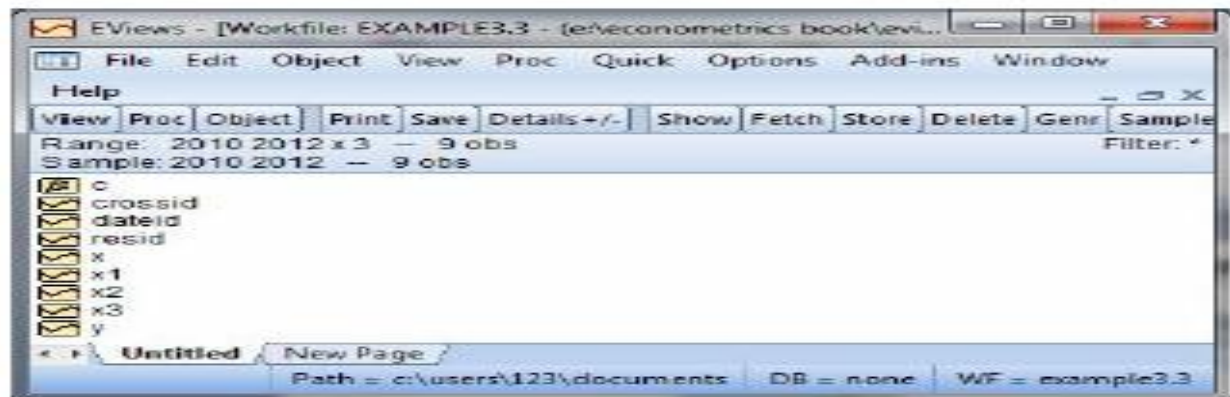 EViews - [Workfile: EXAMPLE3.3 - (e:\econometrics book\evi...
File Edit Object View Proc Quick Options Add-ins Window
Help
View Proc Object Print Save Details+/- Show Fetch Store Delete Genr Sample
Range: 2010 2012 x 3 -- 9 obs Filter: *
Sample: 2010 2012 -- 9 obs
c
crossid
dateid
resid
x
x1
x2
x3
y
Untitled New Page
Path = c:\users\123\documents DB = none WF = example3.3